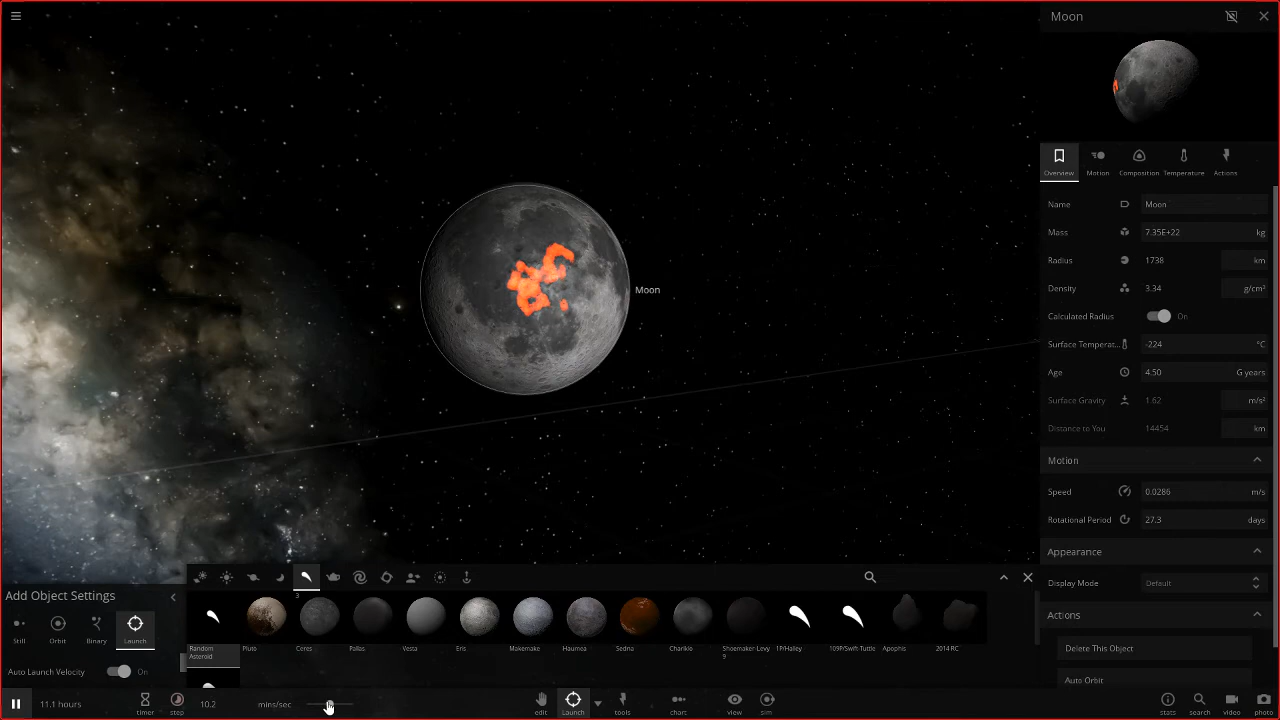 Moon
Overview Motion Composition Temperature Actions
Name Moon
Mass 7.35E+22 kg
Radius 1738 km
Density 3.34 g/cm³
Calculated Radius On
Surface Temperat... -224 °C
Age 4.50 G years
Surface Gravity 1.62 m/s²
Distance to You 14454 km
Motion
Speed 0.0286 m/s
Rotational Period 27.3 days
Appearance
Display Mode Default
Actions
Delete This Object
Auto Orbit
Moon
Add Object Settings
Still Orbit Binary Launch
Auto Launch Velocity On
3
Random Asteroid
Pluto
Ceres
Pallas
Vesta
Eris
Makemake
Haumea
Sedna
Chariklo
Shoemaker-Levy 9
1P/Halley
109P/Swift-Tuttle
Apophis
2014 RC
11.1 hours timer step 10.2 mins/sec edit Launch tools chart view sim stats search video photo